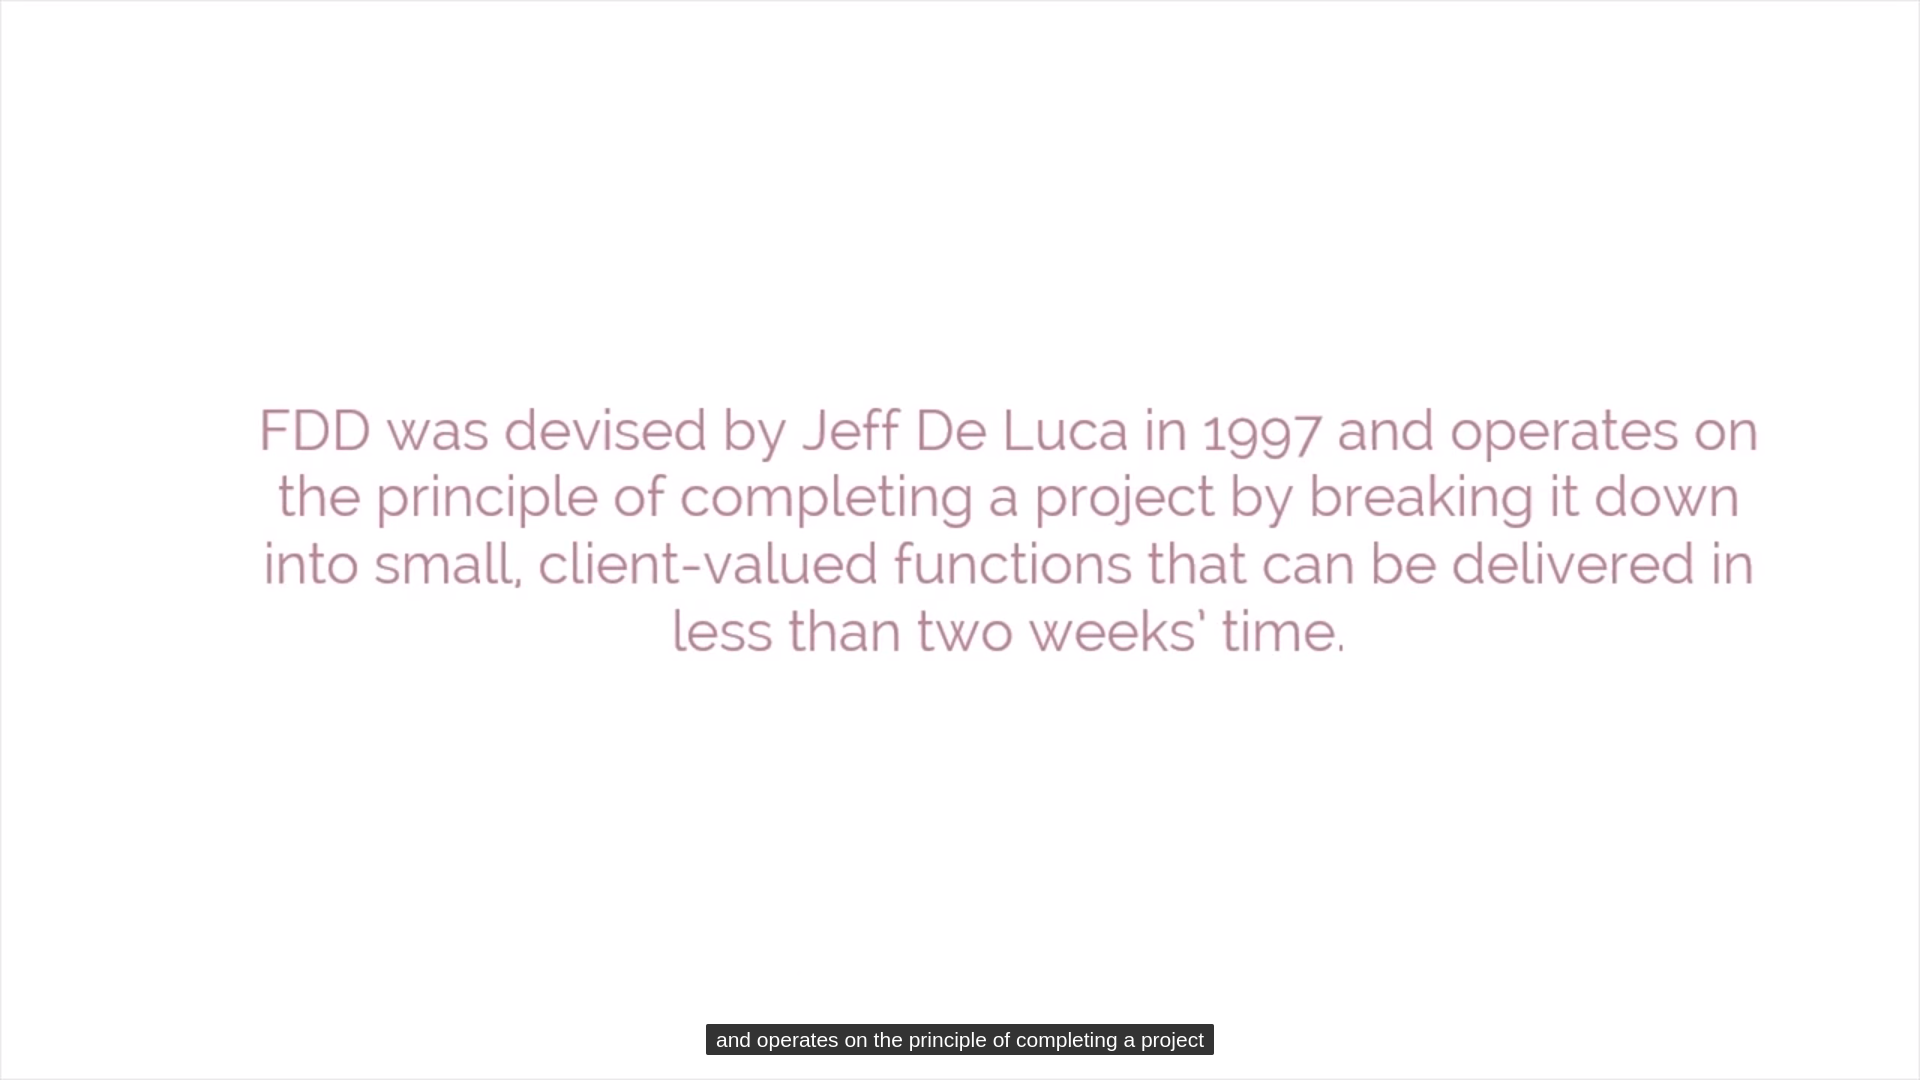 FDD was devised by Jeff De Luca in 1997 and operates on
the principle of completing a project by breaking it down
into small, client-valued functions that can be delivered in
less than two weeks’ time.
and operates on the principle of completing a project